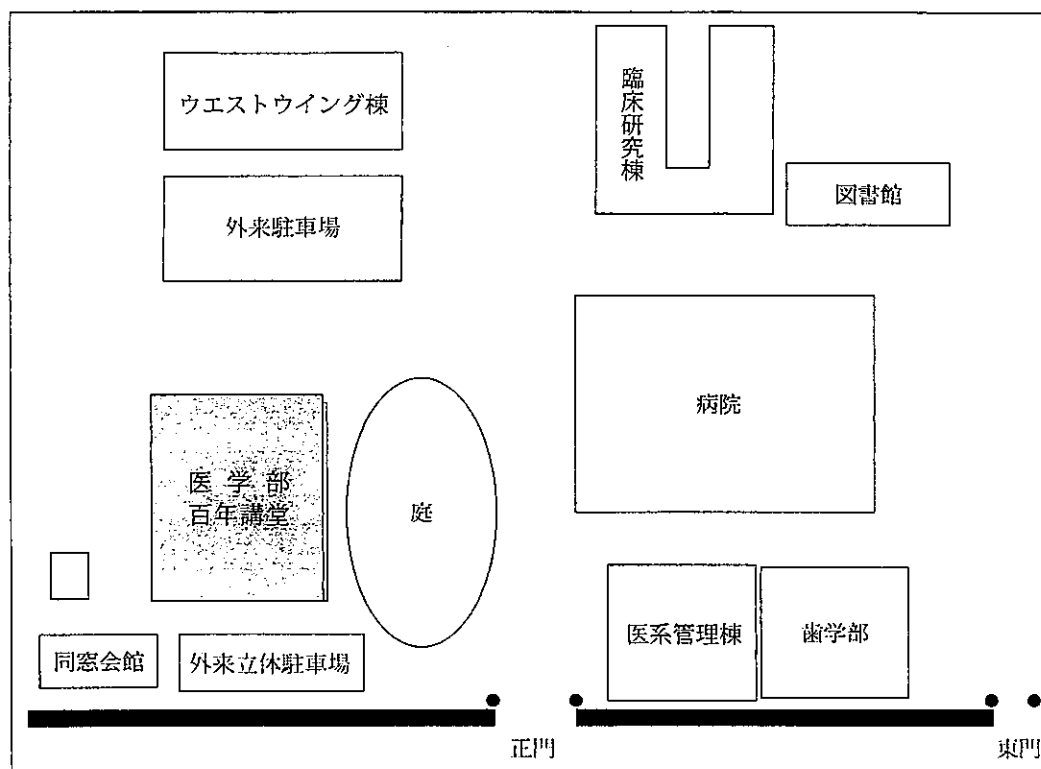 ウエストウイング棟
臨床研究棟
図書館
外来駐車場
病院
医学部
百年講堂
庭
医系管理棟
歯学部
同窓会館
外来立体駐車場
正門
東門